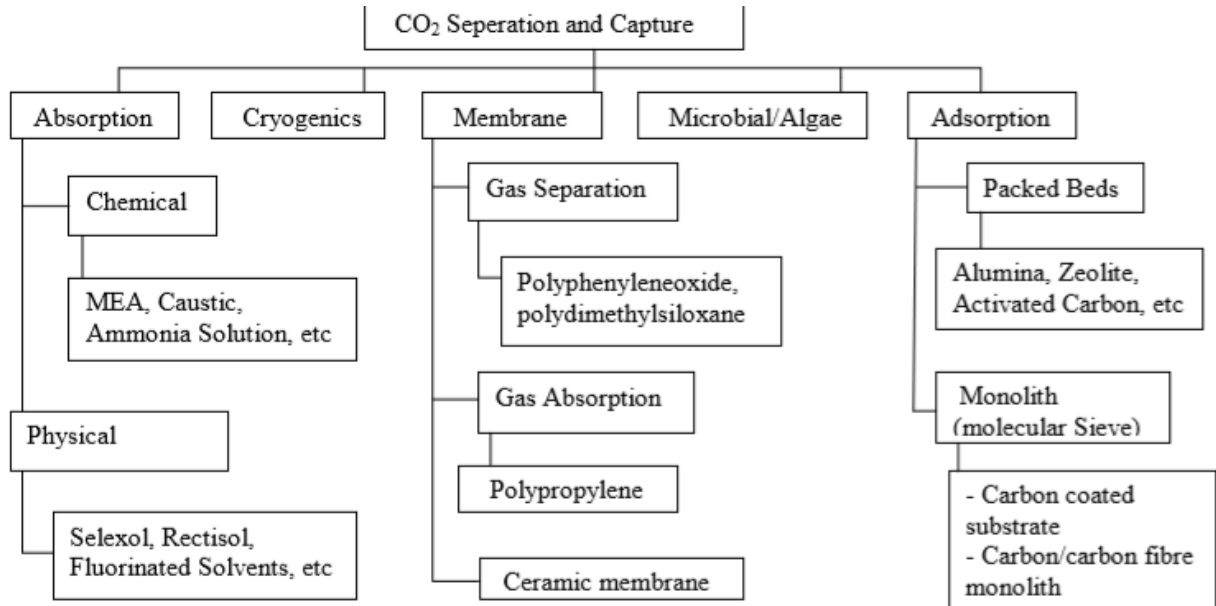 CO₂ Seperation and Capture
Absorption
Cryogenics
Membrane
Microbial/Algae
Adsorption
Chemical
MEA, Caustic,
Ammonia Solution, etc
Physical
Selexol, Rectisol,
Fluorinated Solvents, etc
Gas Separation
Polyphenyleneoxide,
polydimethylsiloxane
Gas Absorption
Polypropylene
Ceramic membrane
Packed Beds
Alumina, Zeolite,
Activated Carbon, etc
Monolith
(molecular Sieve)
- Carbon coated
substrate
- Carbon/carbon fibre
monolith